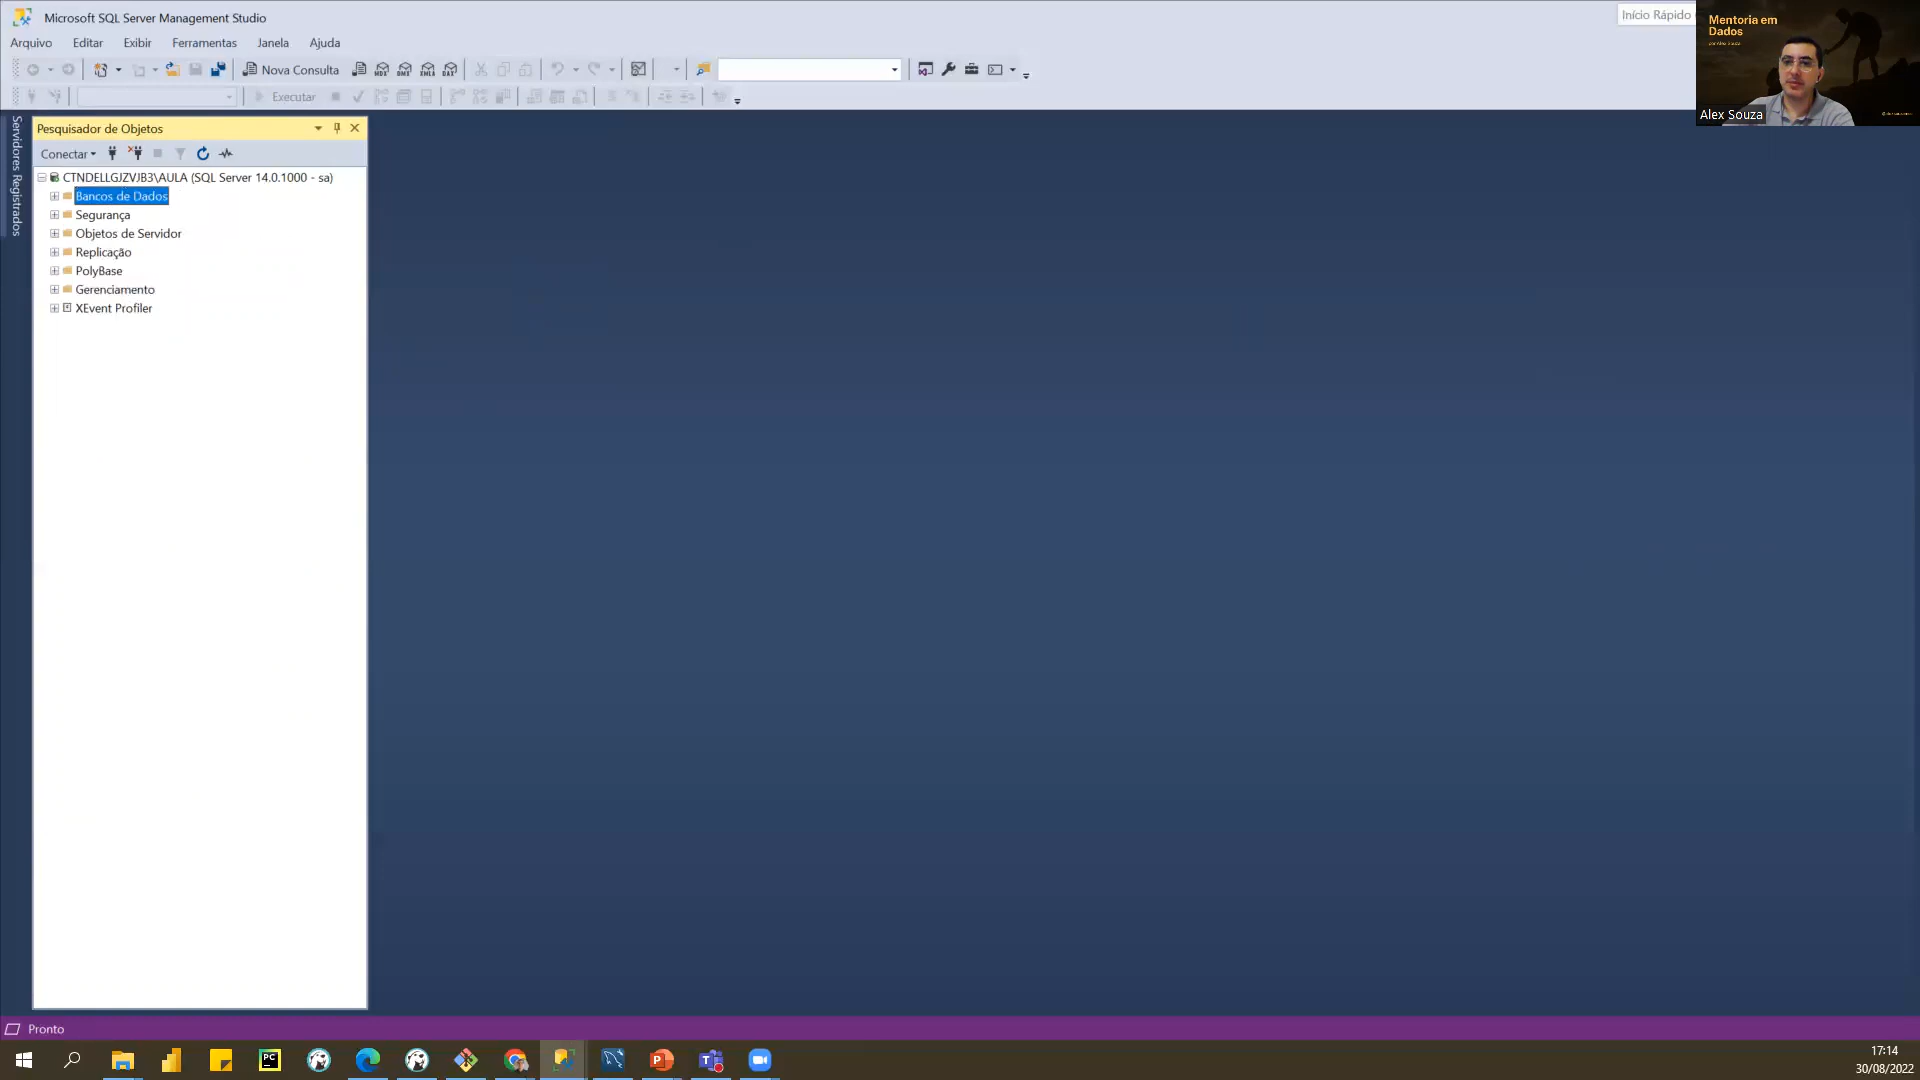 Microsoft SQL Server Management Studio
Início Rápido
Arquivo Editar Exibir Ferramentas Janela Ajuda
Nova Consulta
Executar
Mentoria em
Dados
Alex Souza
Servidores Registrados
Pesquisador de Objetos
Conectar
CTNDELLGJZVJB3\AULA (SQL Server 14.0.1000 - sa)
Bancos de Dados
Segurança
Objetos de Servidor
Replicação
PolyBase
Gerenciamento
XEvent Profiler
Pronto
17:14
30/08/2022